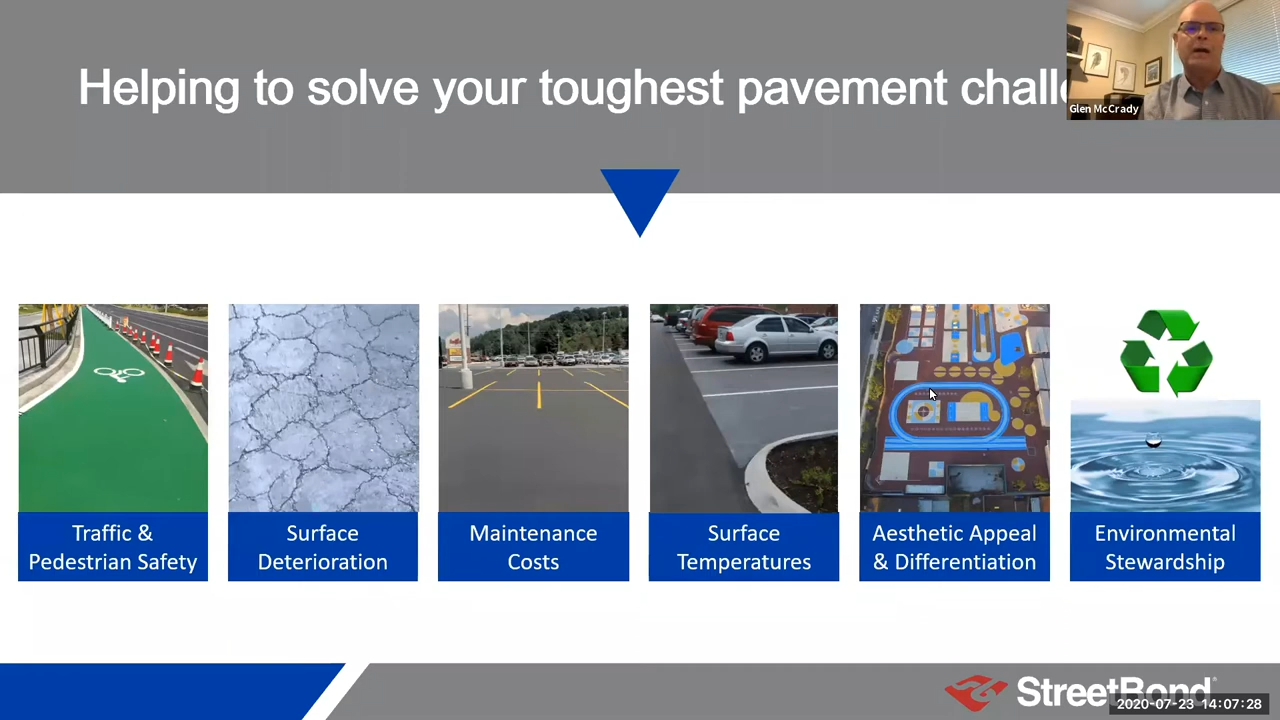 Helping to solve your toughest pavement chall
Glen McCrady
Traffic &
Pedestrian Safety
Surface
Deterioration
Maintenance
Costs
Surface
Temperatures
Aesthetic Appeal
& Differentiation
Environmental
Stewardship
StreetBond®
2020-07-23 14:07:28